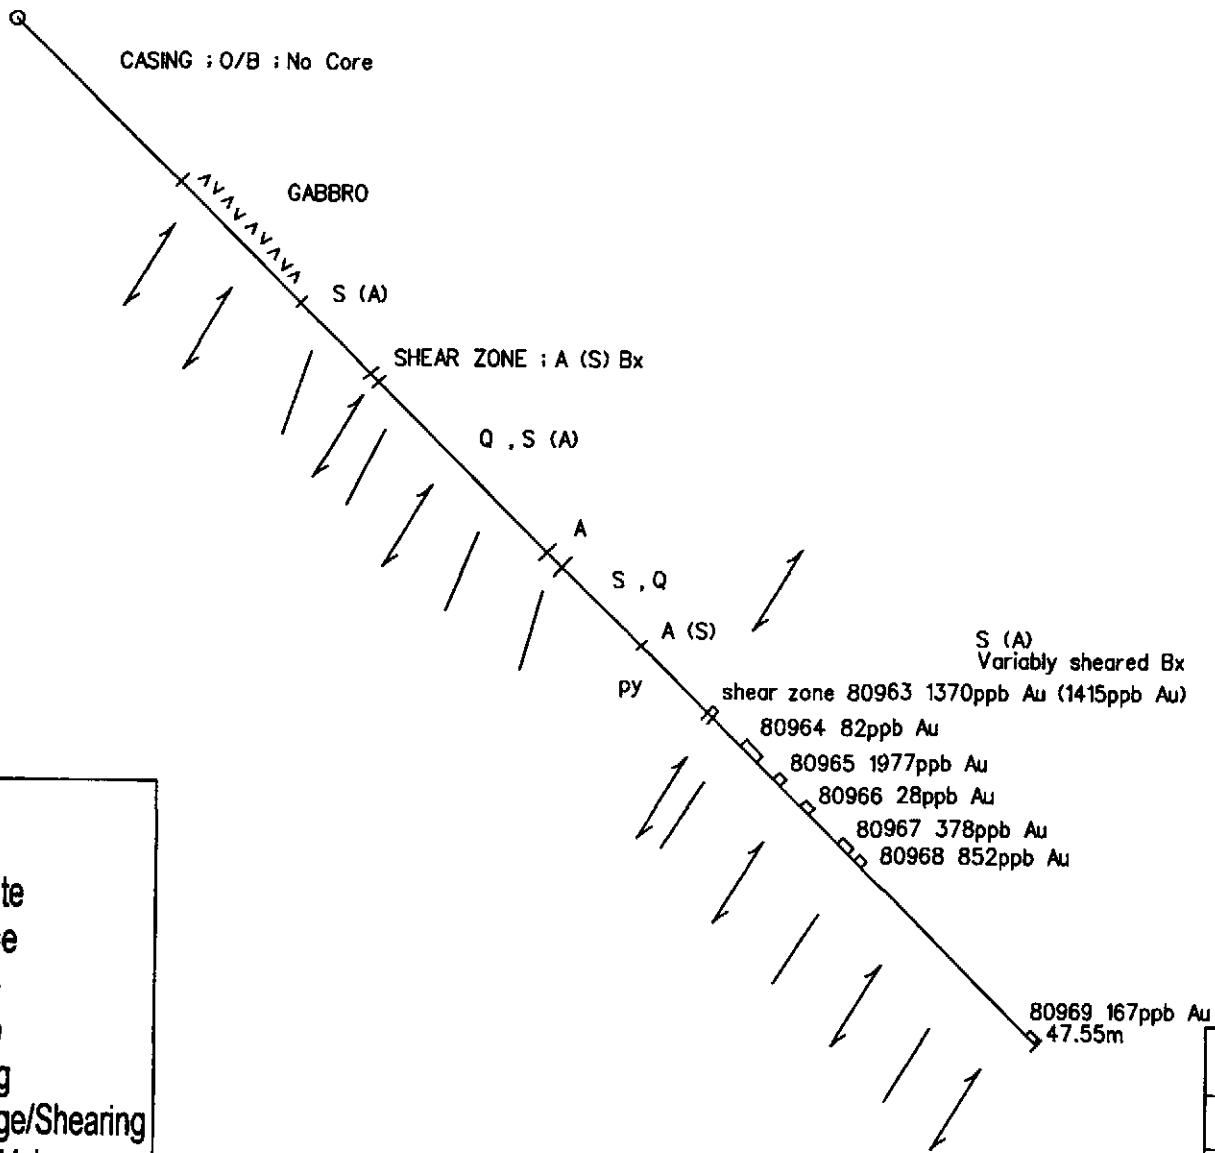 CASING ; O/B ; No Core
GABBRO
S (A)
SHEAR ZONE ; A (S) Bx
Q , S (A)
A
S , Q
A (S)
S (A)
Variably sheared Bx
py
shear zone 80963 1370ppb Au (1415ppb Au)
80964 82ppb Au
80965 1977ppb Au
80966 28ppb Au
80967 378ppb Au
80968 852ppb Au
80969 167ppb Au
47.55m
te
e
g
ge/Shearing